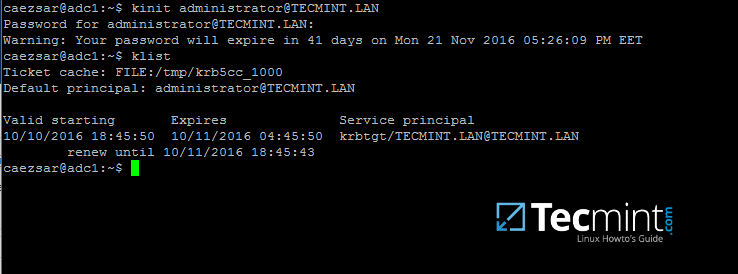 caezsar@adc1:~$ kinit administrator@TECMINT.LAN
Password for administrator@TECMINT.LAN:
Warning: Your password will expire in 41 days on Mon 21 Nov 2016 05:26:09 PM EET
caezsar@adc1:~$ klist
Ticket cache: FILE:/tmp/krb5cc_1000
Default principal: administrator@TECMINT.LAN
Valid starting       Expires              Service principal
10/10/2016 18:45:50  10/11/2016 04:45:50  krbtgt/TECMINT.LAN@TECMINT.LAN
        renew until 10/11/2016 18:45:43
caezsar@adc1:~$
Tecmint.com
Linux Howto's Guide